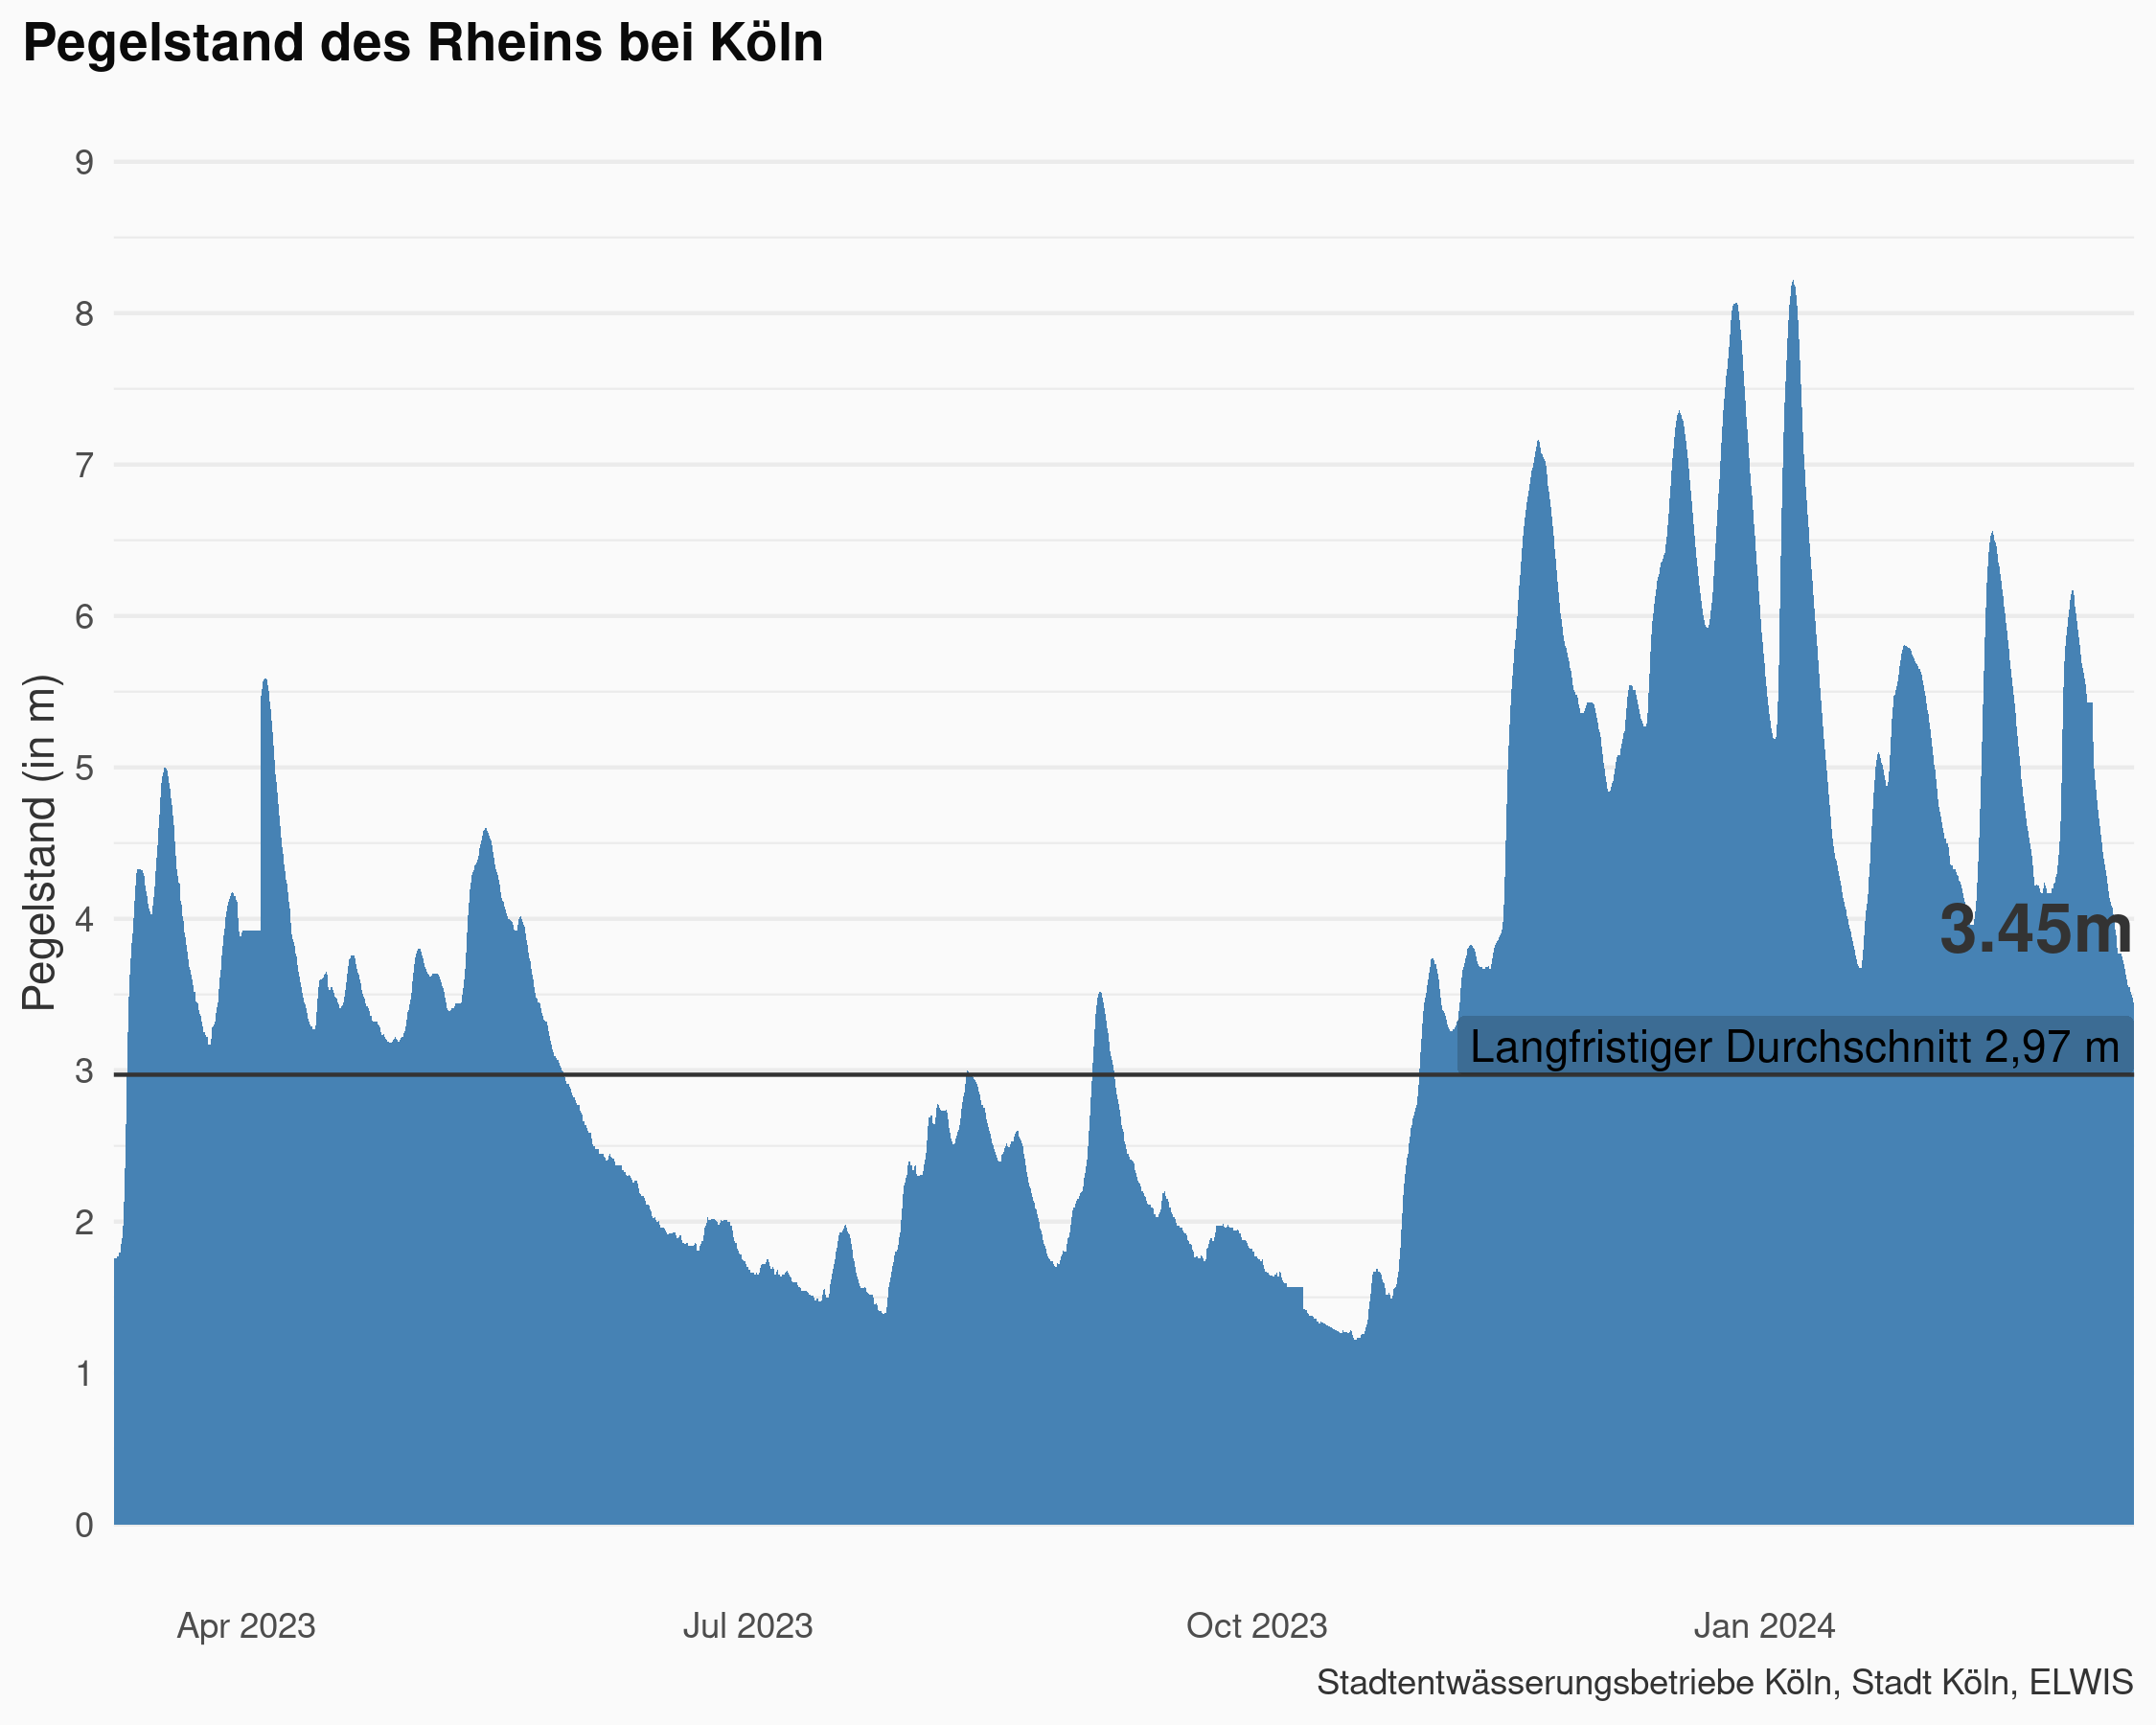 Pegelstand des Rheins bei Köln
Pegelstand (in m)
9
8
7
6
5
4
3
2
1
0
3.45m
Langfristiger Durchschnitt 2,97 m
Apr 2023
Jul 2023
Oct 2023
Jan 2024
Stadtentwässerungsbetriebe Köln, Stadt Köln, ELWIS